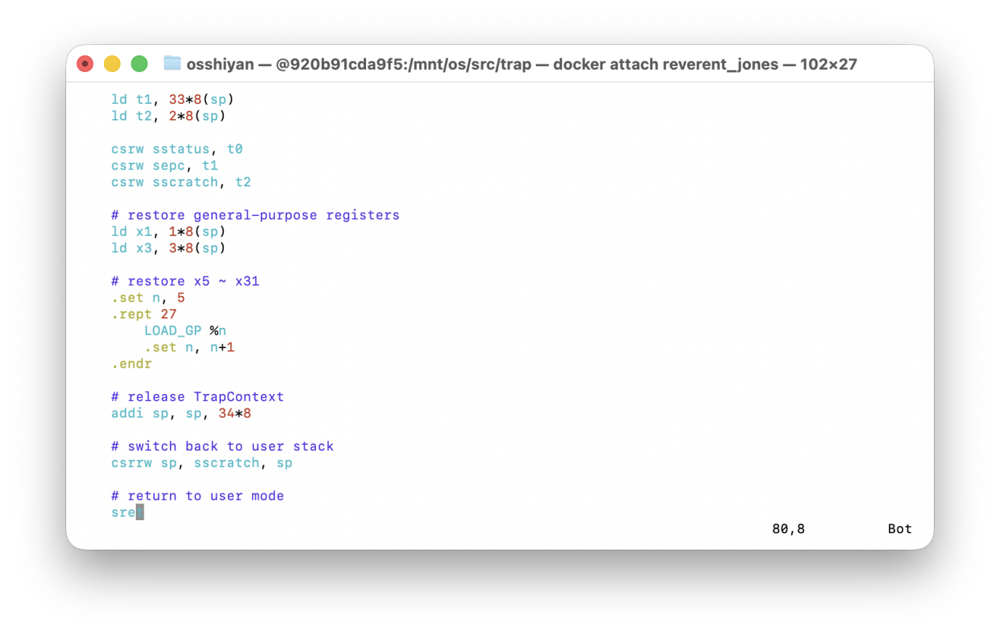 osshiyan — @920b91cda9f5:/mnt/os/src/trap — docker attach reverent_jones — 102×27
ld t1, 33*8(sp)
ld t2, 2*8(sp)
csrw sstatus, t0
csrw sepc, t1
csrw sscratch, t2
# restore general-purpose registers
ld x1, 1*8(sp)
ld x3, 3*8(sp)
# restore x5 ~ x31
.set n, 5
.rept 27
LOAD_GP %n
.set n, n+1
.endr
# release TrapContext
addi sp, sp, 34*8
# switch back to user stack
csrrw sp, sscratch, sp
# return to user mode
sret
80,8 Bot